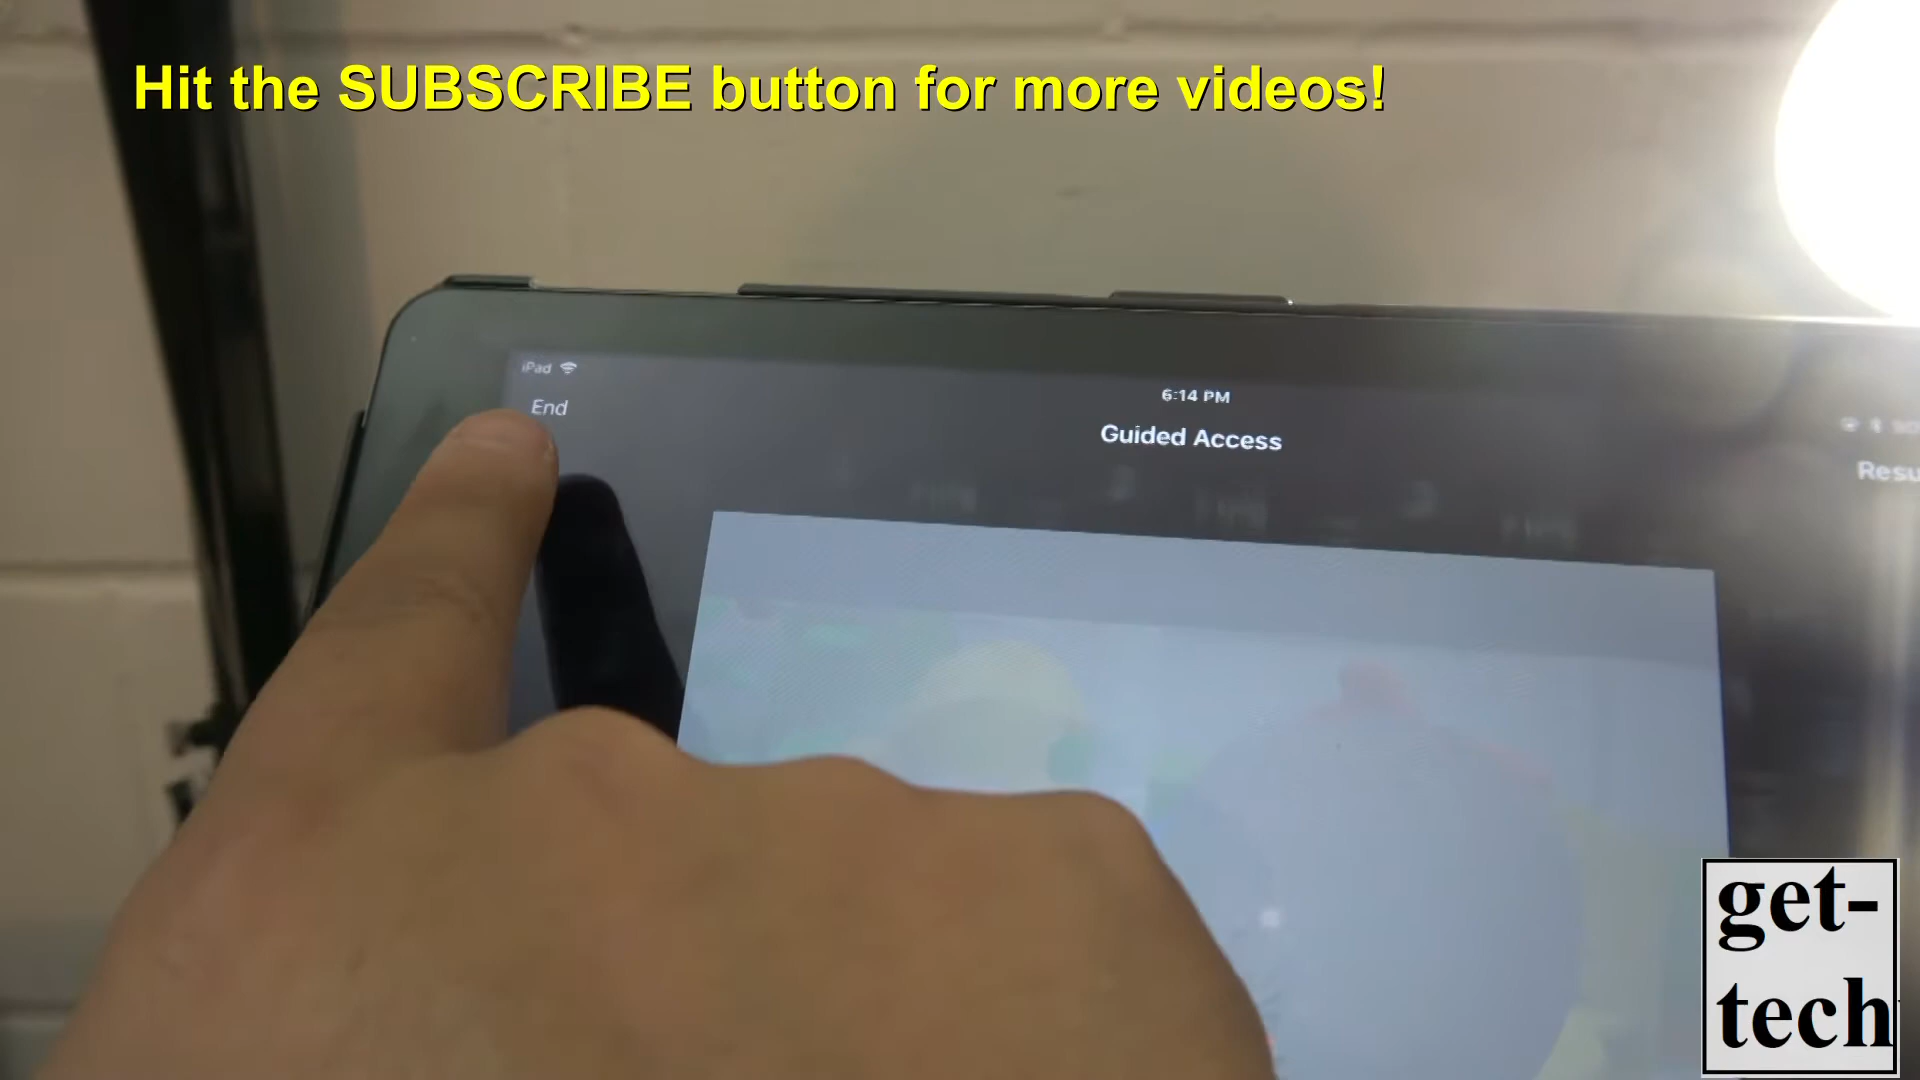 Hit the SUBSCRIBE button for more videos!
iPad
6:14 PM
End
Guided Access
get-
tech